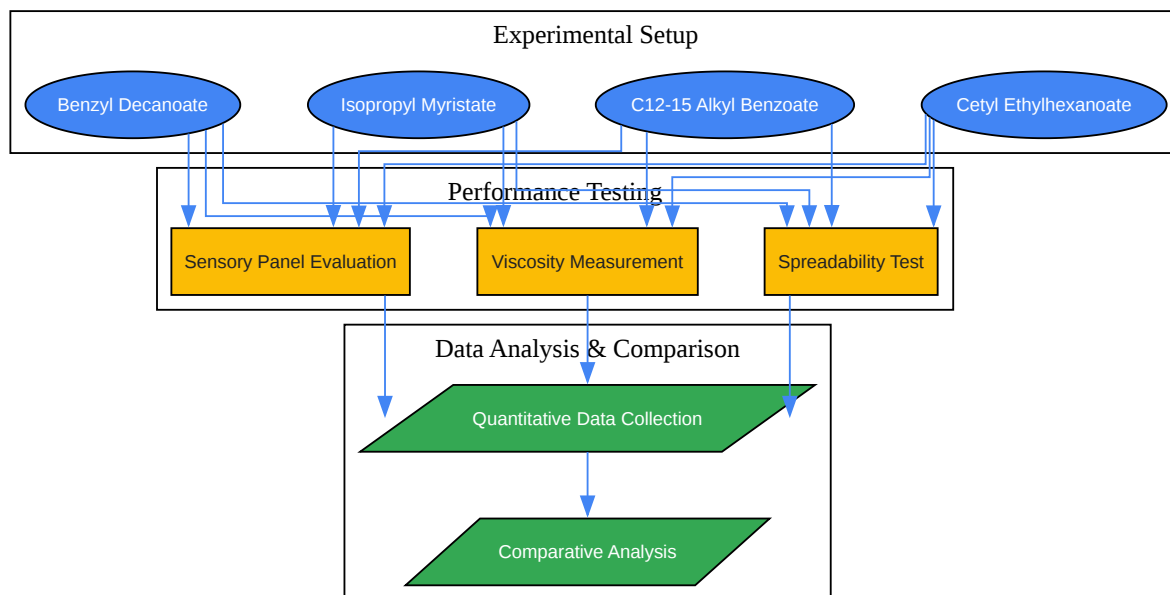 Experimental Setup
Benzyl Decanoate
Isopropyl Myristate
C12-15 Alkyl Benzoate
Cetyl Ethylhexanoate
Performance Testing
Sensory Panel Evaluation
Viscosity Measurement
Spreadability Test
Data Analysis & Comparison
Quantitative Data Collection
Comparative Analysis